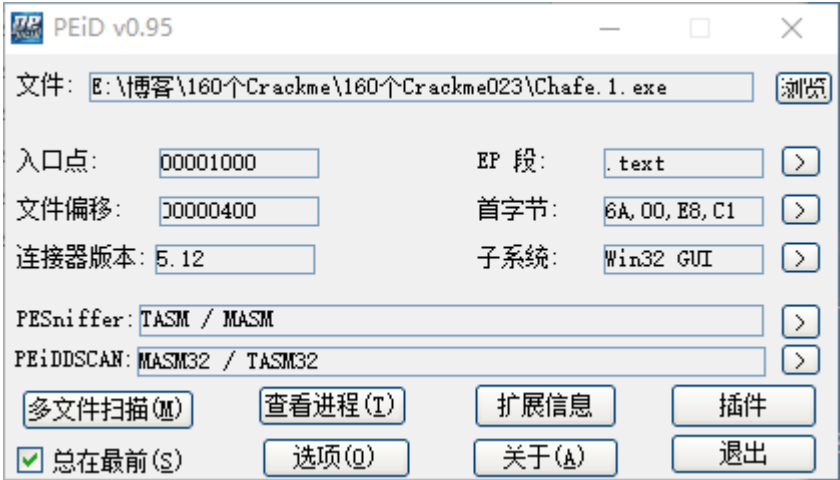 PEiD v0.95
文件: E:\博客\160个Crackme\160个Crackme023\Chafe.1.exe 浏览
入口点: 00001000 EP 段: .text >
文件偏移: 00000400 首字节: 6A,00,E8,C1 >
连接器版本: 5.12 子系统: Win32 GUI >
PESniffer: TASM / MASM >
PEiDDSCAN: MASM32 / TASM32 >
多文件扫描(M) 查看进程(T) 扩展信息 插件
总在最前(S) 选项(O) 关于(A) 退出